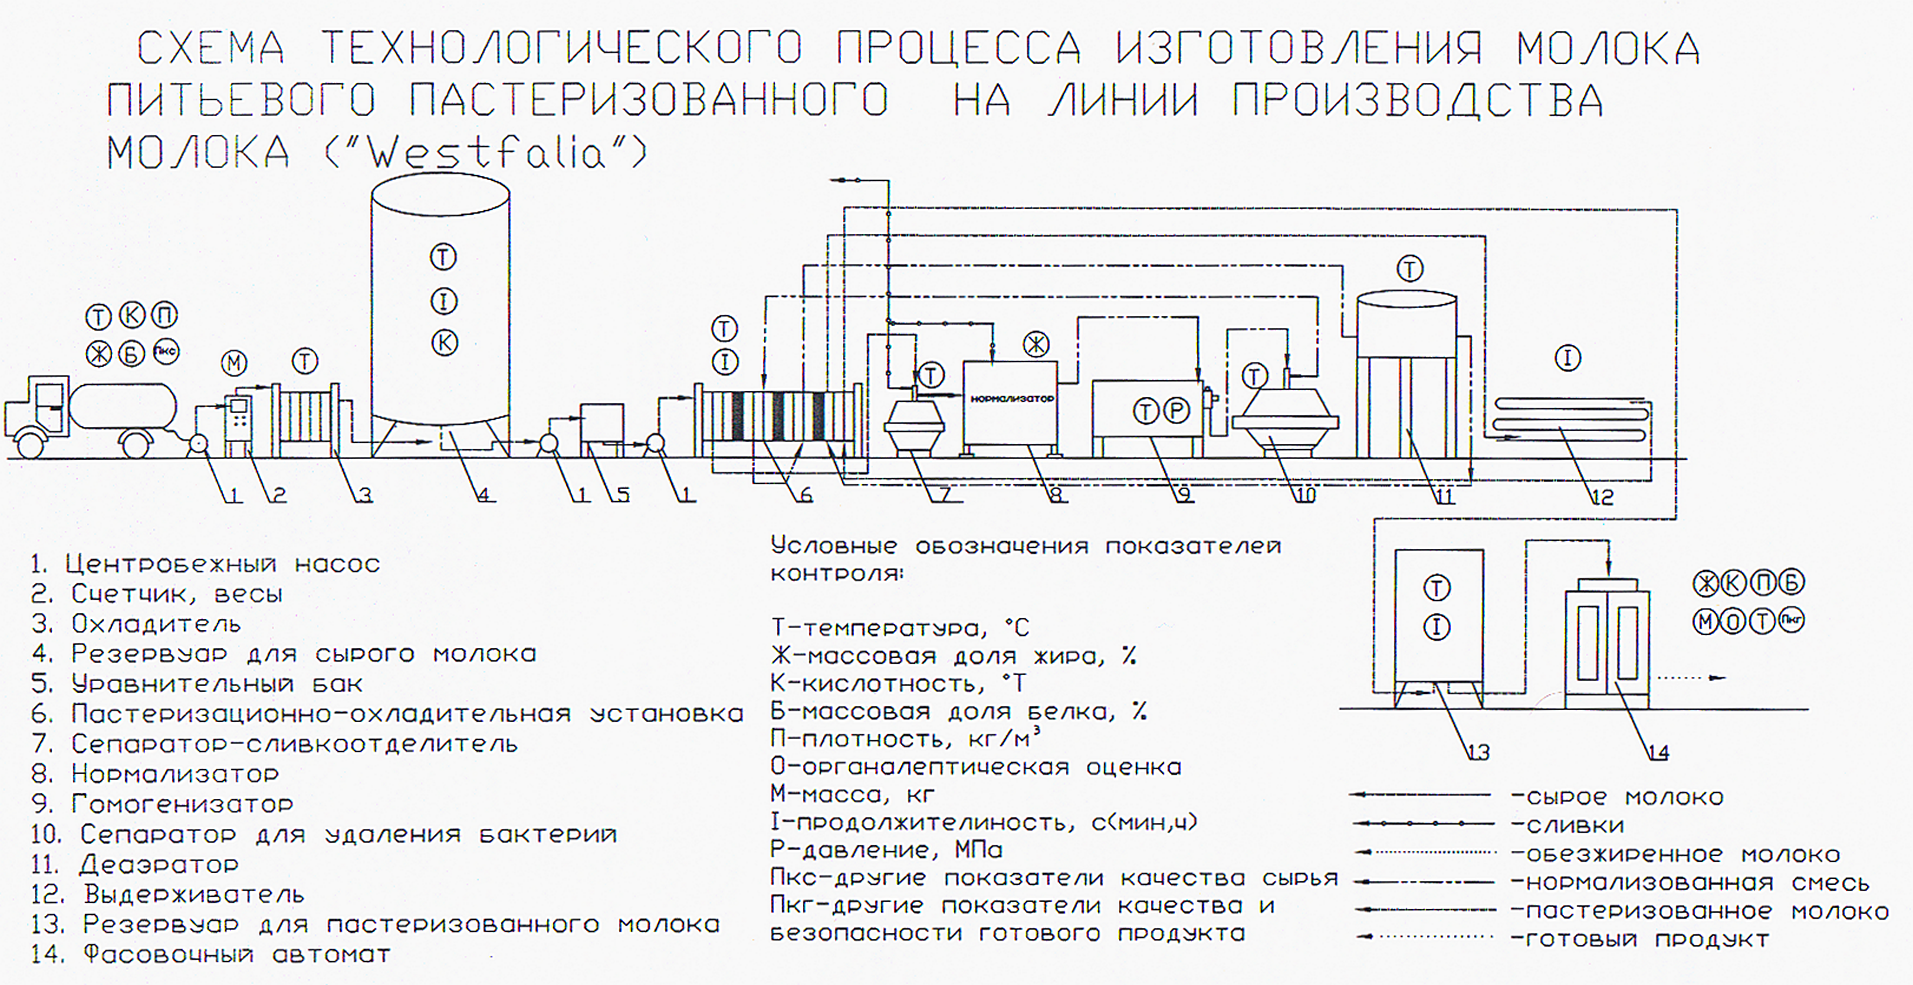 СХЕМА ТЕХНОЛОГИЧЕСКОГО ПРОЦЕССА ИЗГОТОВЛЕНИЯ МОЛОКА
ПИТЬЕВОГО ПАСТЕРИЗОВАННОГО НА ЛИНИИ ПРОИЗВОДСТВА
МОЛОКА ("Westfalia")
Т К П
Ж Б Пкс
М
Т
Т
I
К
Т
I
Т
Ж
НОРМАЛИЗАТОР
Т Р
Т
Т
I
1 2 3 4 1 5 1 6 7 8 9 10 11 12
Т
I
Ж К П Б
М О Т Пкг
13 14
1. Центробежный насос
2. Счетчик, весы
3. Охладитель
4. Резервуар для сырого молока
5. Уравнительный бак
6. Пастеризационно-охладительная установка
7. Сепаратор-сливкоотделитель
8. Нормализатор
9. Гомогенизатор
10. Сепаратор для удаления бактерий
11. Деаэратор
12. Выдерживатель
13. Резервуар для пастеризованного молока
14. Фасовочный автомат
Условные обозначения показателей
контроля:
Т-температура, °С
Ж-массовая доля жира, %
К-кислотность, °Т
Б-массовая доля белка, %
П-плотность, кг/м³
О-органалептическая оценка
М-масса, кг
I-продолжителиность, с(мин,ч)
Р-давление, МПа
Пкс-другие показатели качества сырья
Пкг-другие показатели качества и
безопасности готового продукта
-сырое молоко
-сливки
-обезжиренное молоко
-нормализованная смесь
-пастеризованное молоко
-готовый продукт